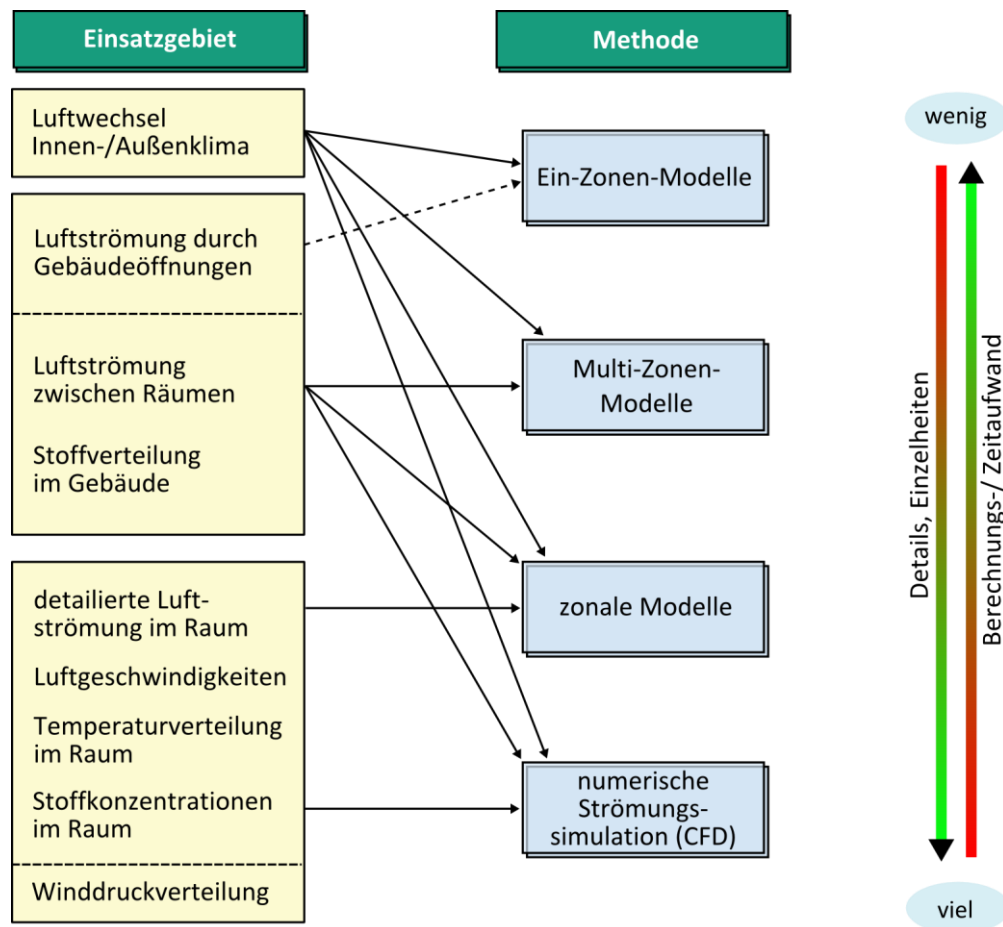 Einsatzgebiet
Methode
Luftwechsel
Innen-/Außenklima
Luftströmung durch
Gebäudeöffnungen
Luftströmung
zwischen Räumen
Stoffverteilung
im Gebäude
detailierte Luft-
strömung im Raum
Luftgeschwindigkeiten
Temperaturverteilung
im Raum
Stoffkonzentrationen
im Raum
Winddruckverteilung
Ein-Zonen-Modelle
Multi-Zonen-
Modelle
zonale Modelle
numerische
Strömungs-
simulation (CFD)
wenig
Details, Einzelheiten
Berechnungs-/ Zeitaufwand
viel